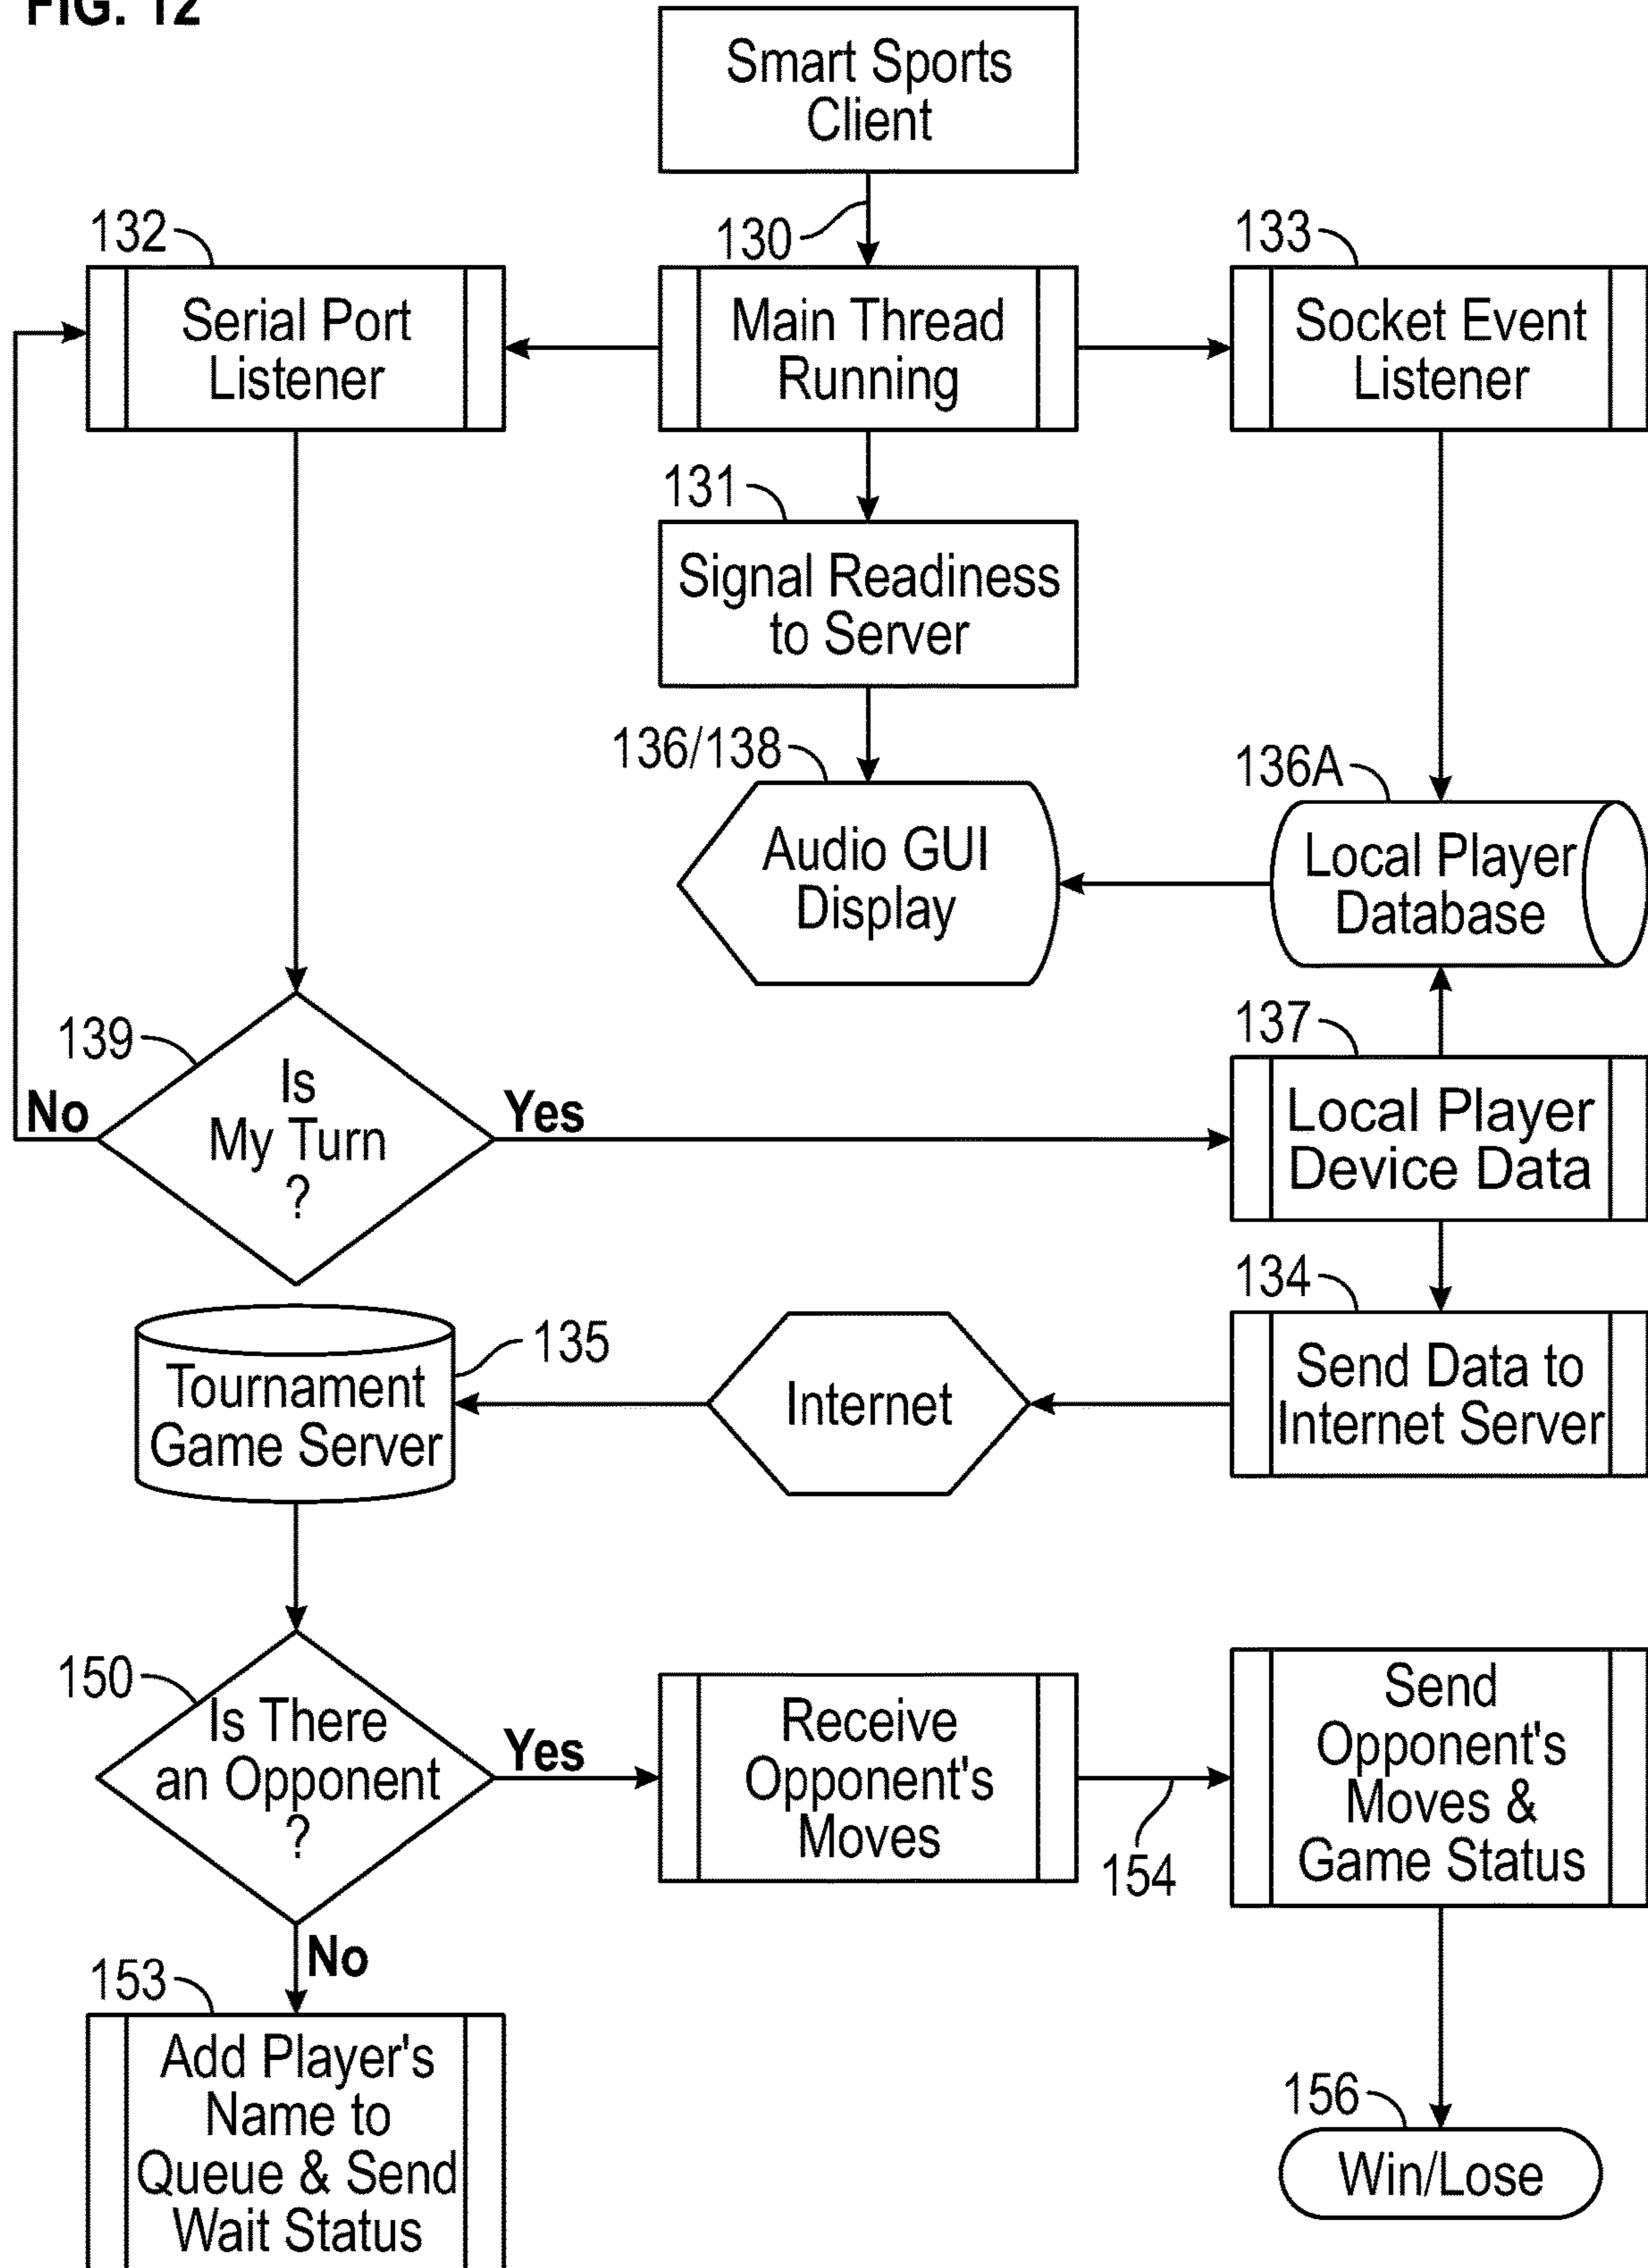 FIG. 12
Smart Sports
Client
130
132
Serial Port
Listener
Main Thread
Running
133
Socket Event
Listener
131
Signal Readiness
to Server
136/138
Audio GUI
Display
136A
Local Player
Database
139
Is
My Turn
?
No
Yes
137
Local Player
Device Data
134
Send Data to
Internet Server
Internet
135
Tournament
Game Server
150
Is There
an Opponent
?
Yes
Receive
Opponent's
Moves
154
Send
Opponent's
Moves &
Game Status
No
153
Add Player's
Name to
Queue & Send
Wait Status
156
Win/Lose